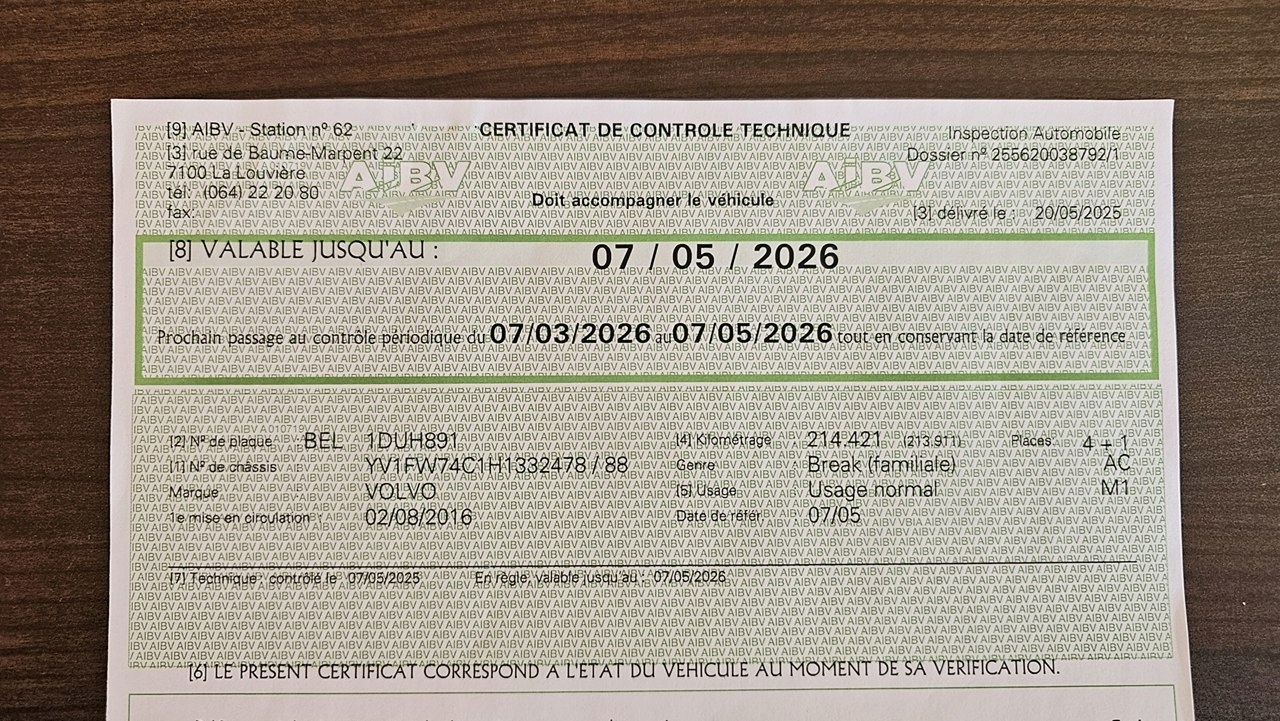 [9] AIBV - Station nº 62
CERTIFICAT DE CONTROLE TECHNIQUE
Inspection Automobile
[3] rue de Baume-Marpent 22
Dossier nº 255620038792/1
7100 La Louvière
AiBV
AiBV
tél: (064) 22 20 80
Doit accompagner le véhicule
fax:
[3] délivré le : 20/05/2025
[8] VALABLE JUSQU'AU : 07 / 05 / 2026
Prochain passage au contrôle périodique du 07/03/2026 au 07/05/2026 tout en conservant la date de référence
[2] Nº de plaque BEL 1DUH891 [4] Kilométrage 214.421 (213.911) Places 4 + 1
[1] Nº de châssis YV1FW74C1H1332478 / 88 Genre Break (familiale) AC
Marque VOLVO [5] Usage Usage normal M1
1e mise en circulation : 02/08/2016 Date de référ. 07/05
[7] Technique : contrôlé le 07/05/2025 En règle, valable jusqu'au : 07/05/2026
[6] LE PRESENT CERTIFICAT CORRESPOND A L'ETAT DU VEHICULE AU MOMENT DE SA VERIFICATION.